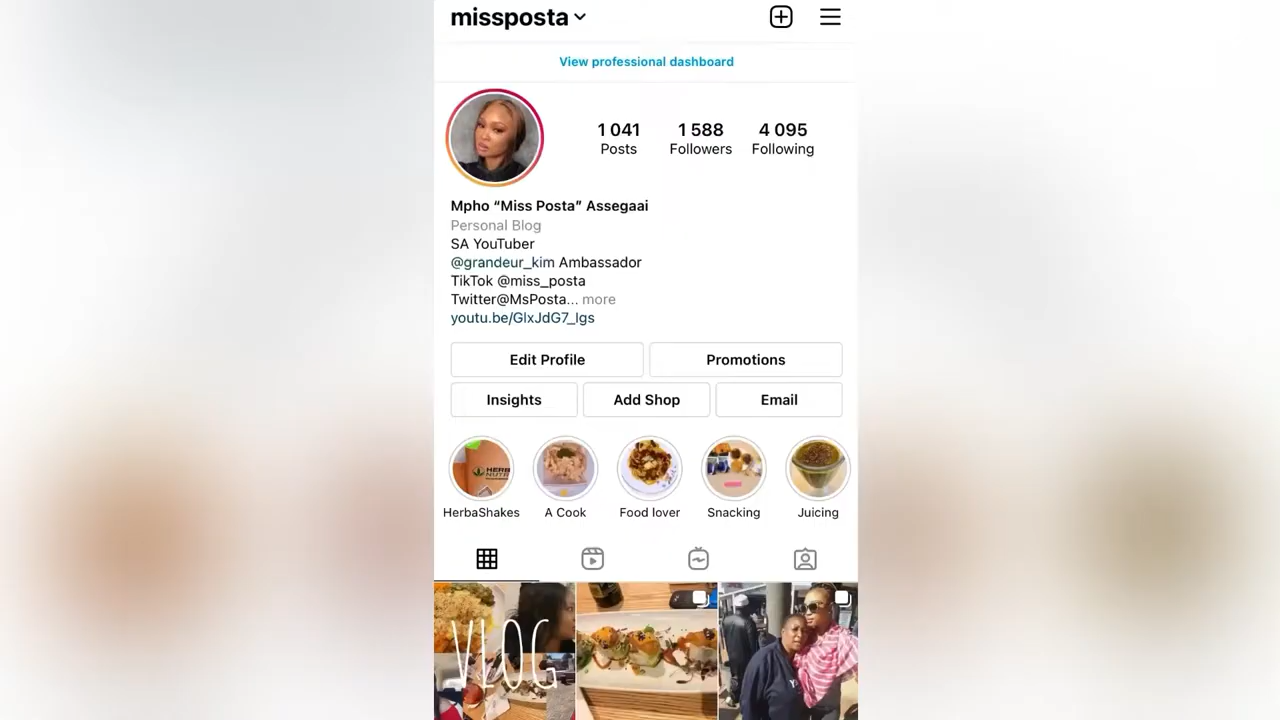 missposta
View professional dashboard
1 041 1 588 4 095
Posts Followers Following
Mpho “Miss Posta” Assegaai
Personal Blog
SA YouTuber
@grandeur_kim Ambassador
TikTok @miss_posta
Twitter@MsPosta... more
youtu.be/GlxJdG7_lgs
Edit Profile Promotions
Insights Add Shop Email
HERB
NUTR
HerbaShakes A Cook Food lover Snacking Juicing
VLOG